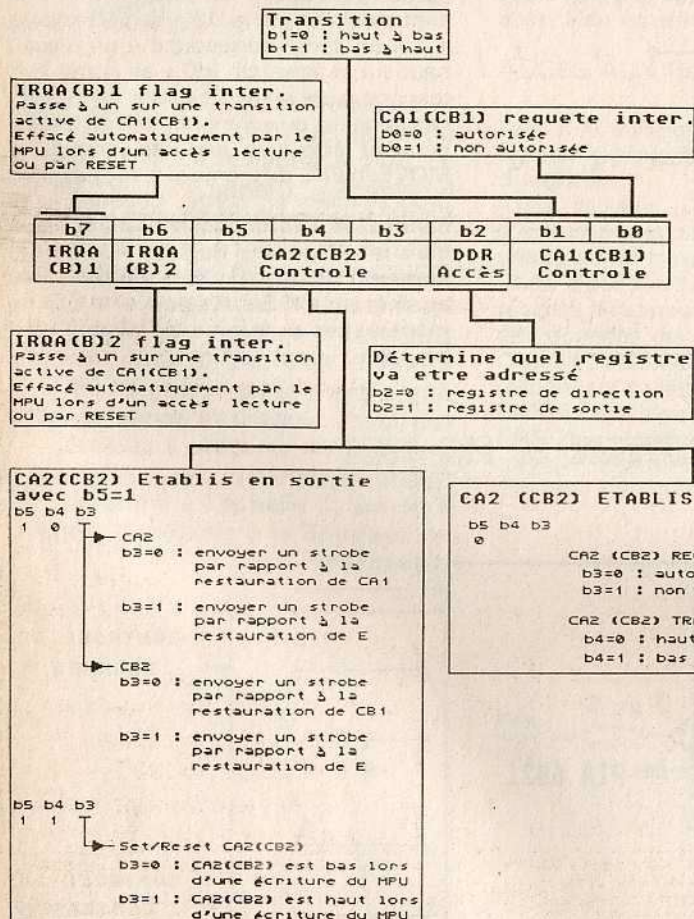 Transition
b1=0 : haut à bas
b1=1 : bas à haut
IRQA(B)1 flag inter.
Passe à un sur une transition
active de CA1(CB1).
Effacé automatiquement par le
MPU lors d'un accès lecture
ou par RESET
CA1(CB1) requete inter.
b0=0 : autorisée
b0=1 : non autorisée
b7 b6 b5 b4 b3 b2 b1 b0
IRQA IRQA CA2(CB2) DDR CA1(CB1)
(B)1 (B)2 Controle Accès Controle
IRQA(B)2 flag inter.
Passe à un sur une transition
active de CA1(CB1).
Effacé automatiquement par le
MPU lors d'un accès lecture
ou par RESET
Détermine quel registre
va etre adressé
b2=0 : registre de direction
b2=1 : registre de sortie
CA2(CB2) Etablis en sortie
avec b5=1
b5 b4 b3
1 0
CA2
b3=0 : envoyer un strobe
par rapport à la
restauration de CA1
b3=1 : envoyer un strobe
par rapport à la
restauration de E
CB2
b3=0 : envoyer un strobe
par rapport à la
restauration de CB1
b3=1 : envoyer un strobe
par rapport à la
restauration de E
b5 b4 b3
1 1
Set/Reset CA2(CB2)
b3=0 : CA2(CB2) est bas lors
d'une écriture du MPU
b3=1 : CA2(CB2) est haut lors
d'une écriture du MPU
CA2 (CB2) ETABLIS
b5 b4 b3
0
CA2 (CB2)
b3=0 :
b3=1 : non
CA2 (CB2)
b4=0 : haut
b4=1 : bas